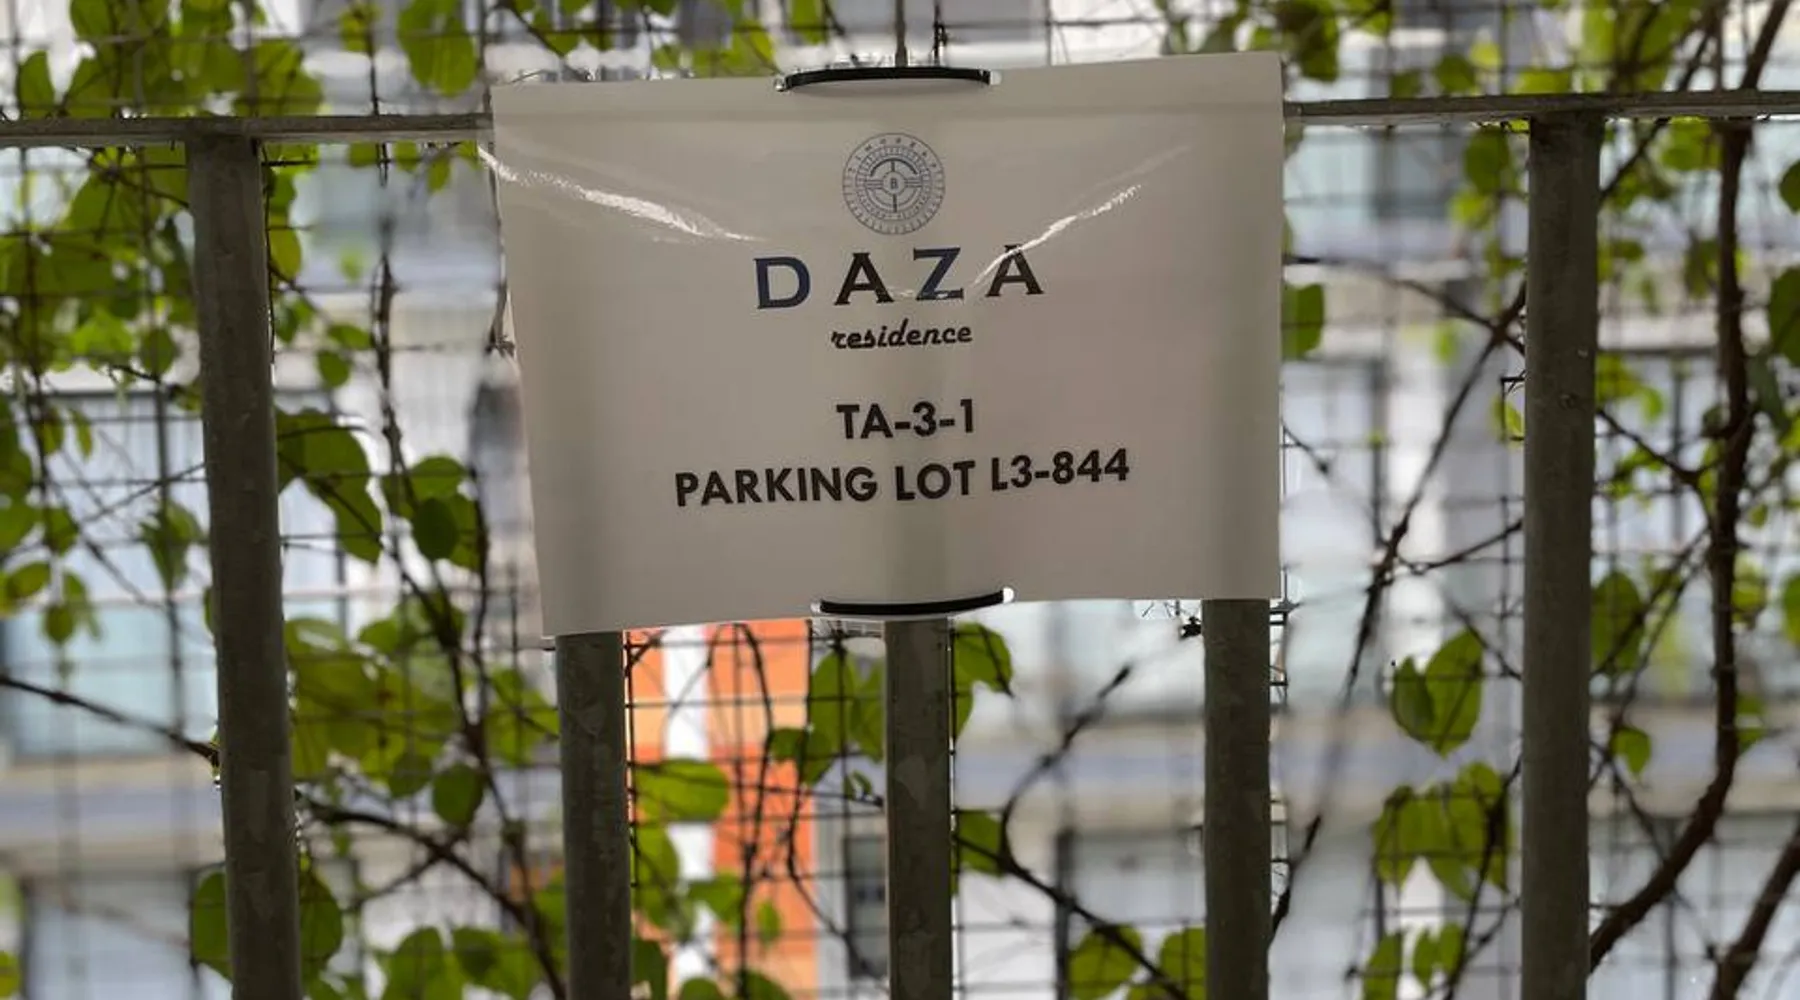 B
DAZA
residence
TA-3-1
PARKING LOT L3-844